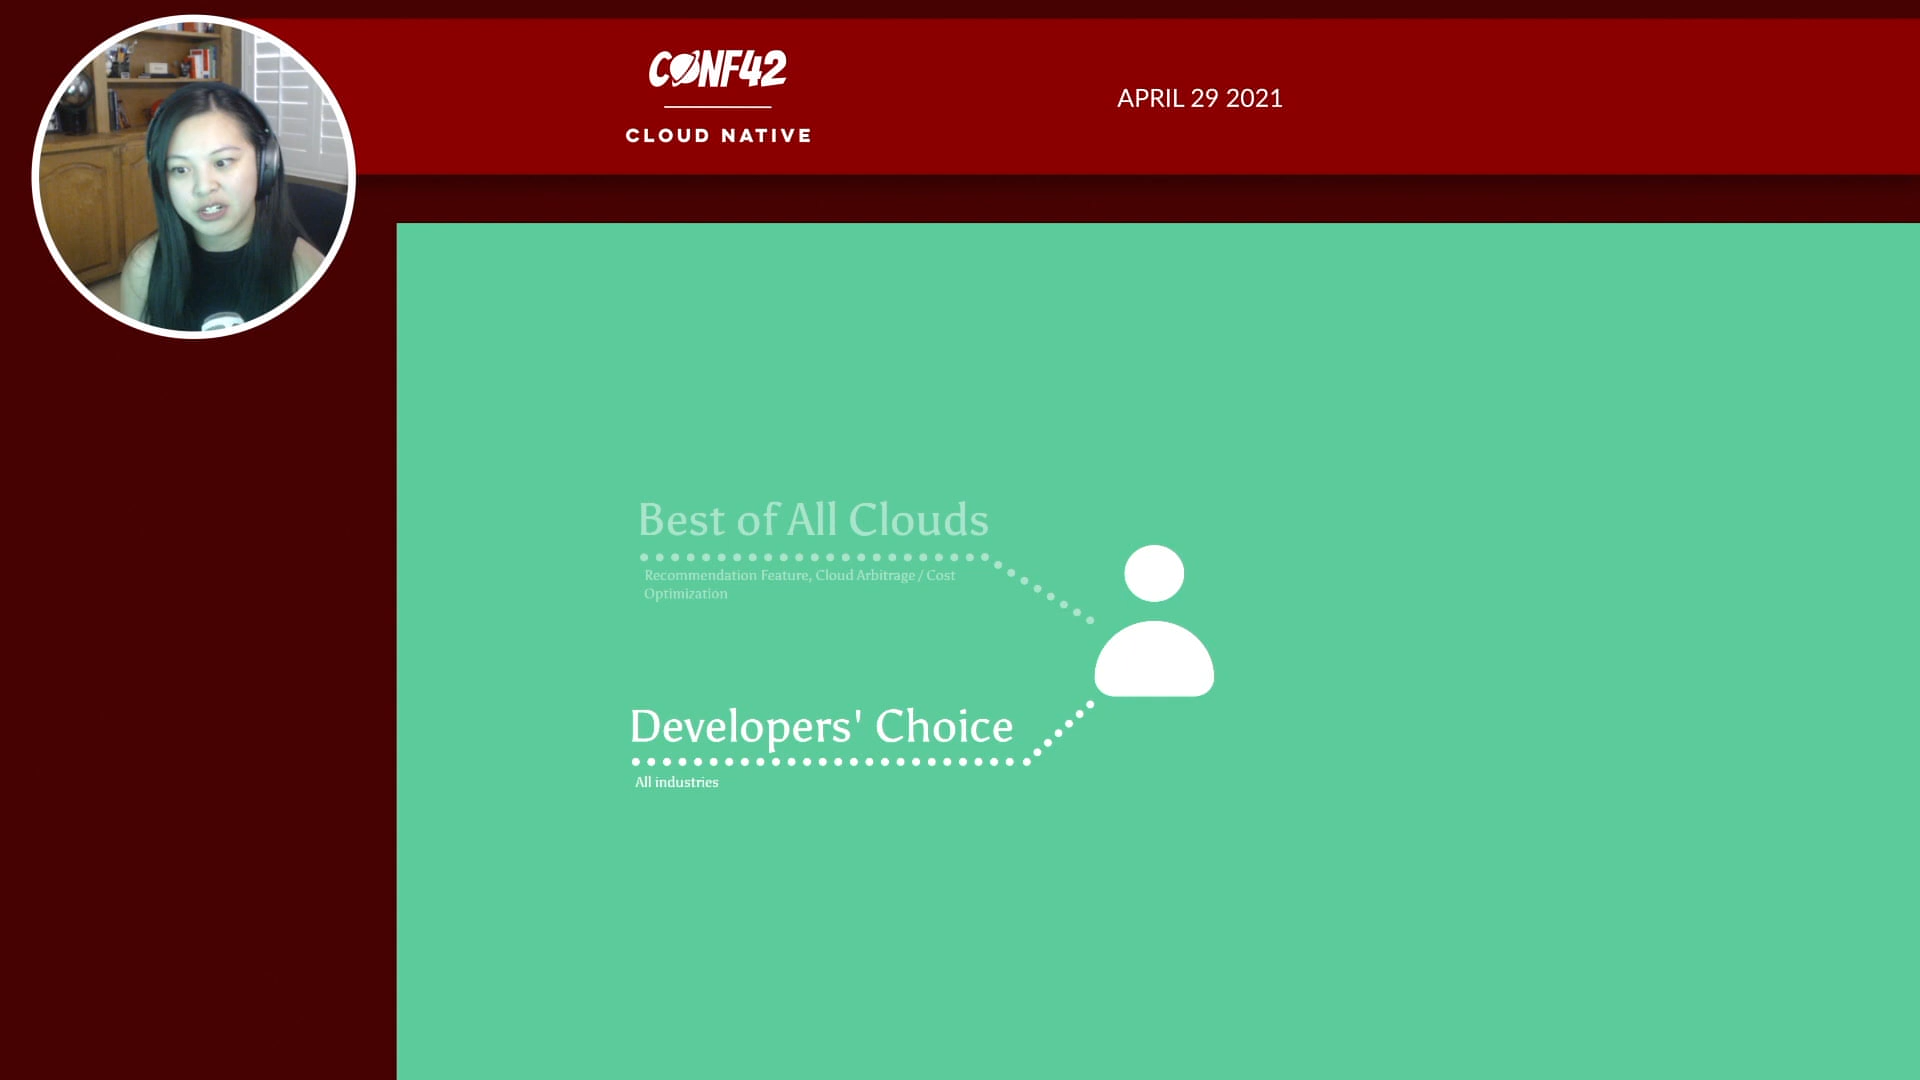 CONF42
CLOUD NATIVE
APRIL 29 2021
Best of All Clouds
Recommendation Feature, Cloud Arbitrage / Cost
Optimization
Developers' Choice
All industries